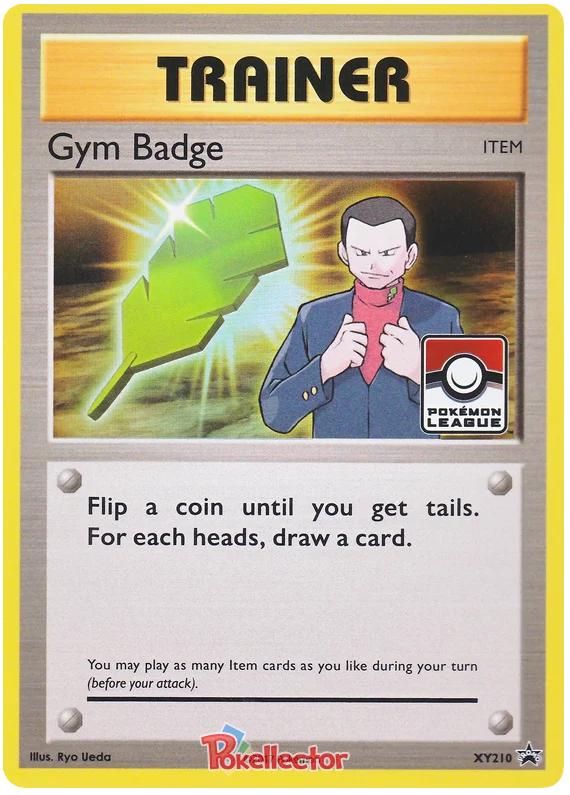 TRAINER
Gym Badge
ITEM
POKÉMON
LEAGUE
Flip a coin until you get tails.
For each heads, draw a card.
You may play as many Item cards as you like during your turn
(before your attack).
Illus. Ryo Ueda
Pokellector
XY210